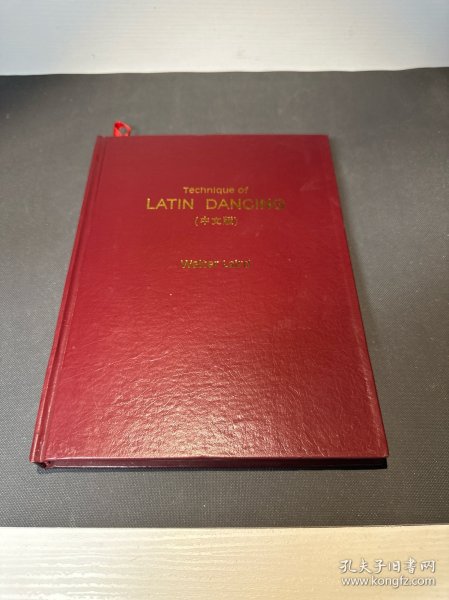 Technique of
LATIN DANCING
(中文版)
Walter Laird
孔夫子旧书网
www.kongfz.com